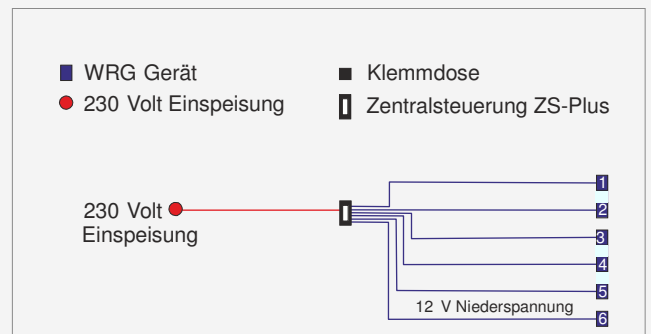 WRG Gerät
Klemmdose
230 Volt Einspeisung
Zentralsteuerung ZS-Plus
230 Volt
Einspeisung
1
2
3
4
5
12 V Niederspannung
6